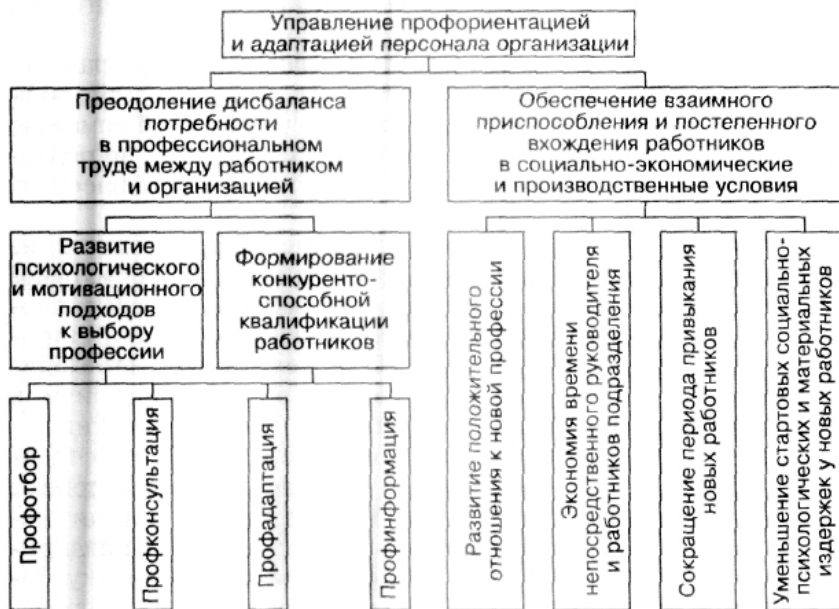 Управление профориентацией
и адаптацией персонала организации
Преодоление дисбаланса
потребности
в профессиональном
труде между работником
и организацией
Обеспечение взаимного
приспособления и постепенного
вхождения работников
в социально-экономические
и производственные условия
Развитие
психологического
и мотивационного
подходов
к выбору
профессии
Формирование
конкуренто-
способной
квалификации
работников
Профотбор
Профконсультация
Профадаптация
Профинформация
Развитие положительного
отношения к новой профессии
Экономия времени
непосредственного руководителя
и работников подразделения
Сокращение периода привыкания
новых работников
Уменьшение стартовых социально-
психологических и материальных
издержек у новых работников